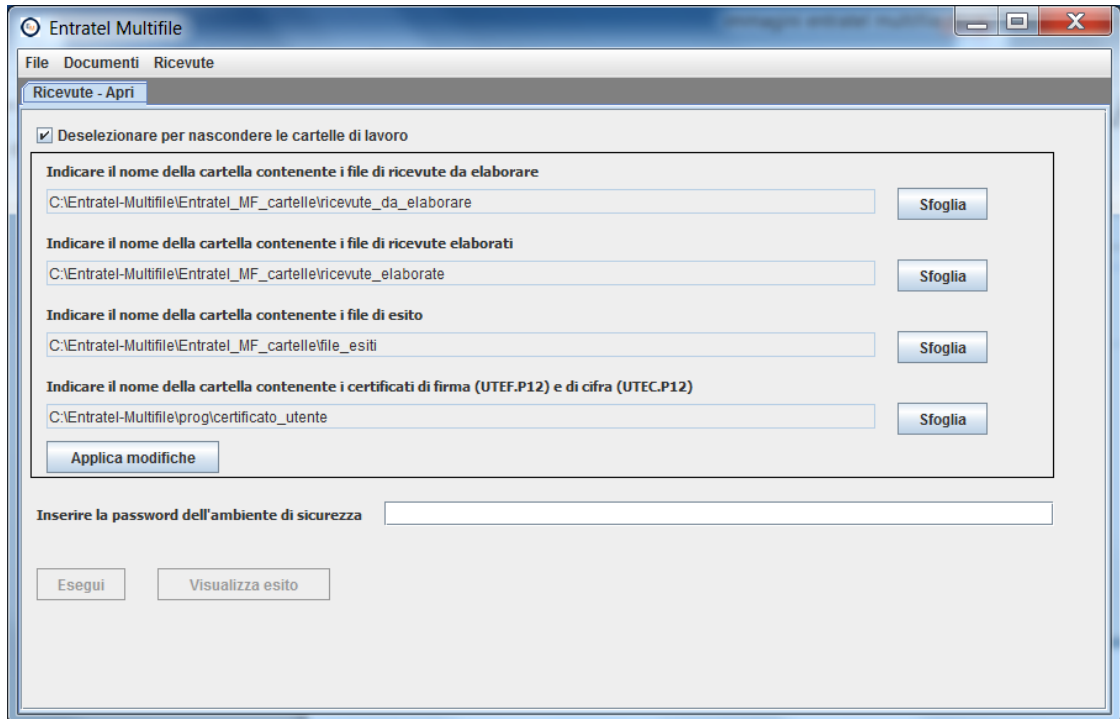 Entratel Multifile
File Documenti Ricevute
Ricevute - Apri
Deselezionare per nascondere le cartelle di lavoro
Indicare il nome della cartella contenente i file di ricevute da elaborare
C:\Entratel-Multifile\Entratel_MF_cartelle\ricevute_da_elaborare
Sfoglia
Indicare il nome della cartella contenente i file di ricevute elaborati
C:\Entratel-Multifile\Entratel_MF_cartelle\ricevute_elaborate
Sfoglia
Indicare il nome della cartella contenente i file di esito
C:\Entratel-Multifile\Entratel_MF_cartelle\file_esiti
Sfoglia
Indicare il nome della cartella contenente i certificati di firma (UTEF.P12) e di cifra (UTEC.P12)
C:\Entratel-Multifile\prog\certificato_utente
Sfoglia
Applica modifiche
Inserire la password dell'ambiente di sicurezza
Esegui Visualizza esito